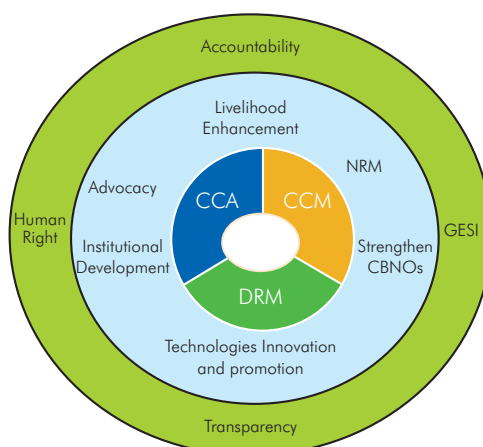 Accountability
Livelihood
Enhancement
NRM
Advocacy
CCA
CCM
Human
Right
GESI
Institutional
Development
Strengthen
CBNOs
DRM
Technologies Innovation
and promotion
Transparency